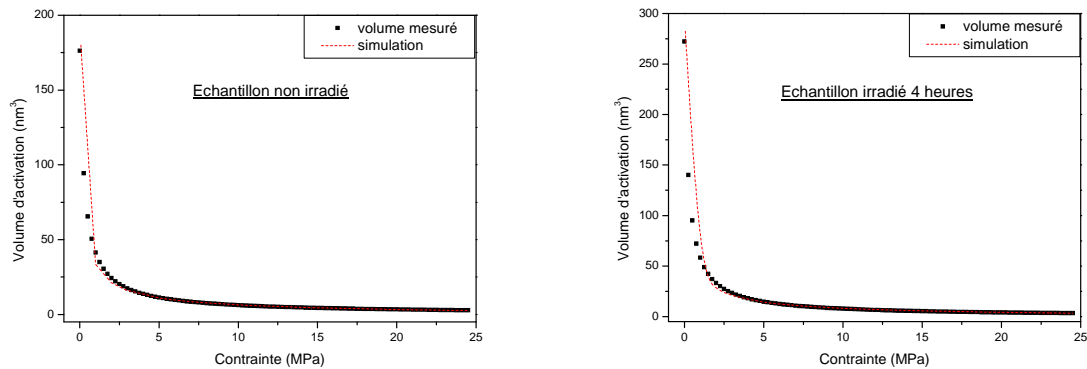 200
150
100
50
0
0 5 10 15 20 25
Volume d'activation (nm³)
Contrainte (MPa)
volume mesuré
simulation
Echantillon non irradié
300
250
200
150
100
50
0
0 5 10 15 20 25
Volume d'activation (nm³)
Contrainte (MPa)
volume mesuré
simulation
Echantillon irradié 4 heures